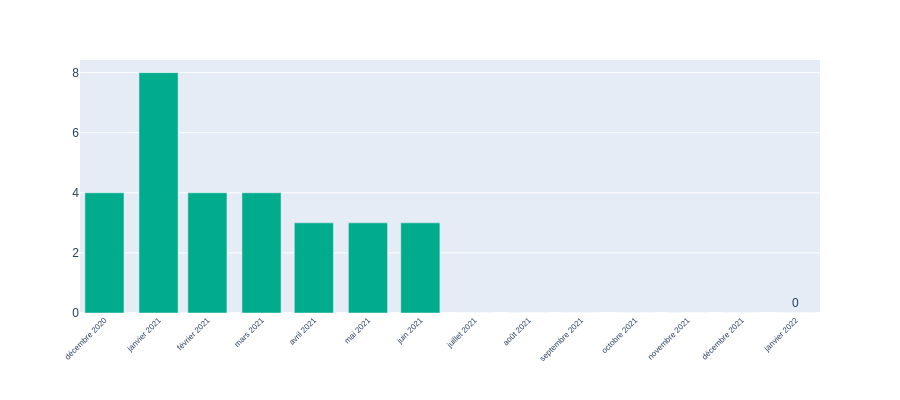 8
6
4
2
0
0
décembre 2020
janvier 2021
février 2021
mars 2021
avril 2021
mai 2021
juin 2021
juillet 2021
août 2021
septembre 2021
octobre 2021
novembre 2021
décembre 2021
janvier 2022